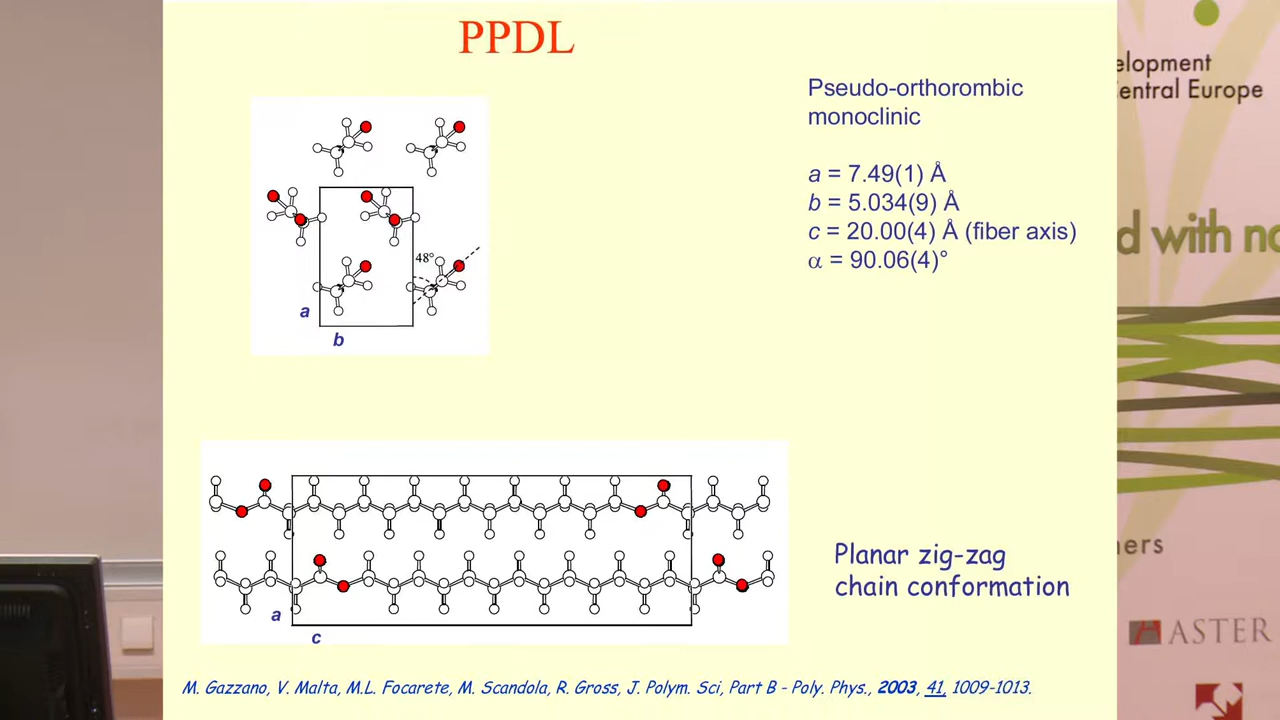 PPDL
Pseudo-orthorombic
monoclinic
a = 7.49(1) Å
b = 5.034(9) Å
c = 20.00(4) Å (fiber axis)
α = 90.06(4)°
48°
a
b
Planar zig-zag
chain conformation
a
c
M. Gazzano, V. Malta, M.L. Focarete, M. Scandola, R. Gross, J. Polym. Sci, Part B - Poly. Phys., 2003, 41, 1009-1013.
elopment
entral Europe
d with no
ners
ASTER